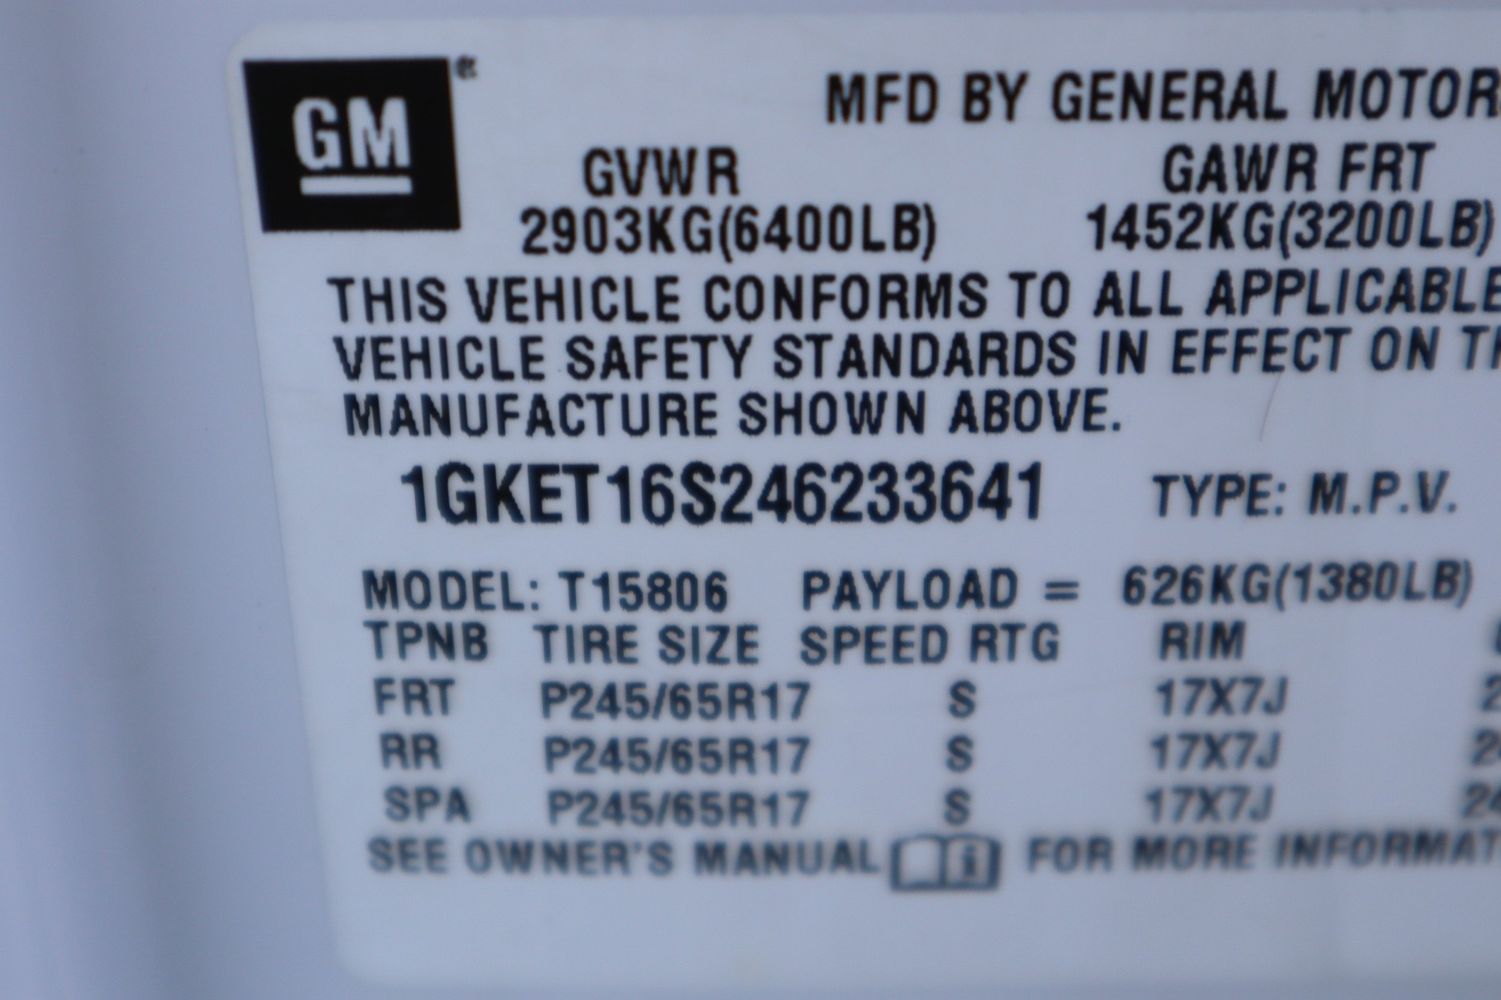 GM ®
MFD BY GENERAL MOTOR
GVWR GAWR FRT
2903KG(6400LB) 1452KG(3200LB)
THIS VEHICLE CONFORMS TO ALL APPLICABLE
VEHICLE SAFETY STANDARDS IN EFFECT ON TH
MANUFACTURE SHOWN ABOVE.
1GKET16S246233641 TYPE: M.P.V.
MODEL: T15806 PAYLOAD = 626KG(1380LB)
TPNB TIRE SIZE SPEED RTG RIM
FRT P245/65R17 S 17X7J
RR P245/65R17 S 17X7J
SPA P245/65R17 S 17X7J
SEE OWNER'S MANUAL FOR MORE INFORMAT